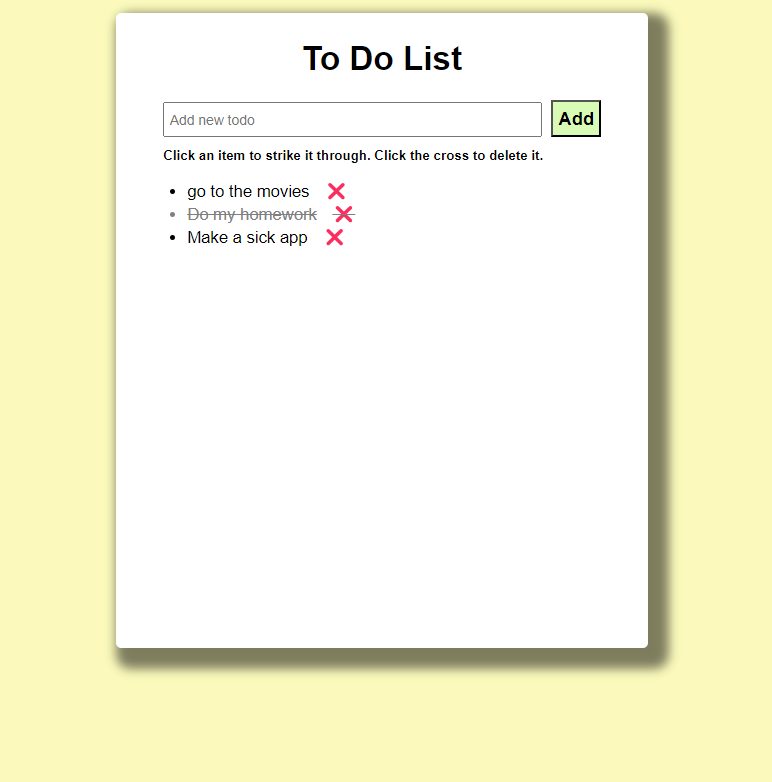 To Do List
Add new todo Add
Click an item to strike it through. Click the cross to delete it.
go to the movies
Do my homework
Make a sick app